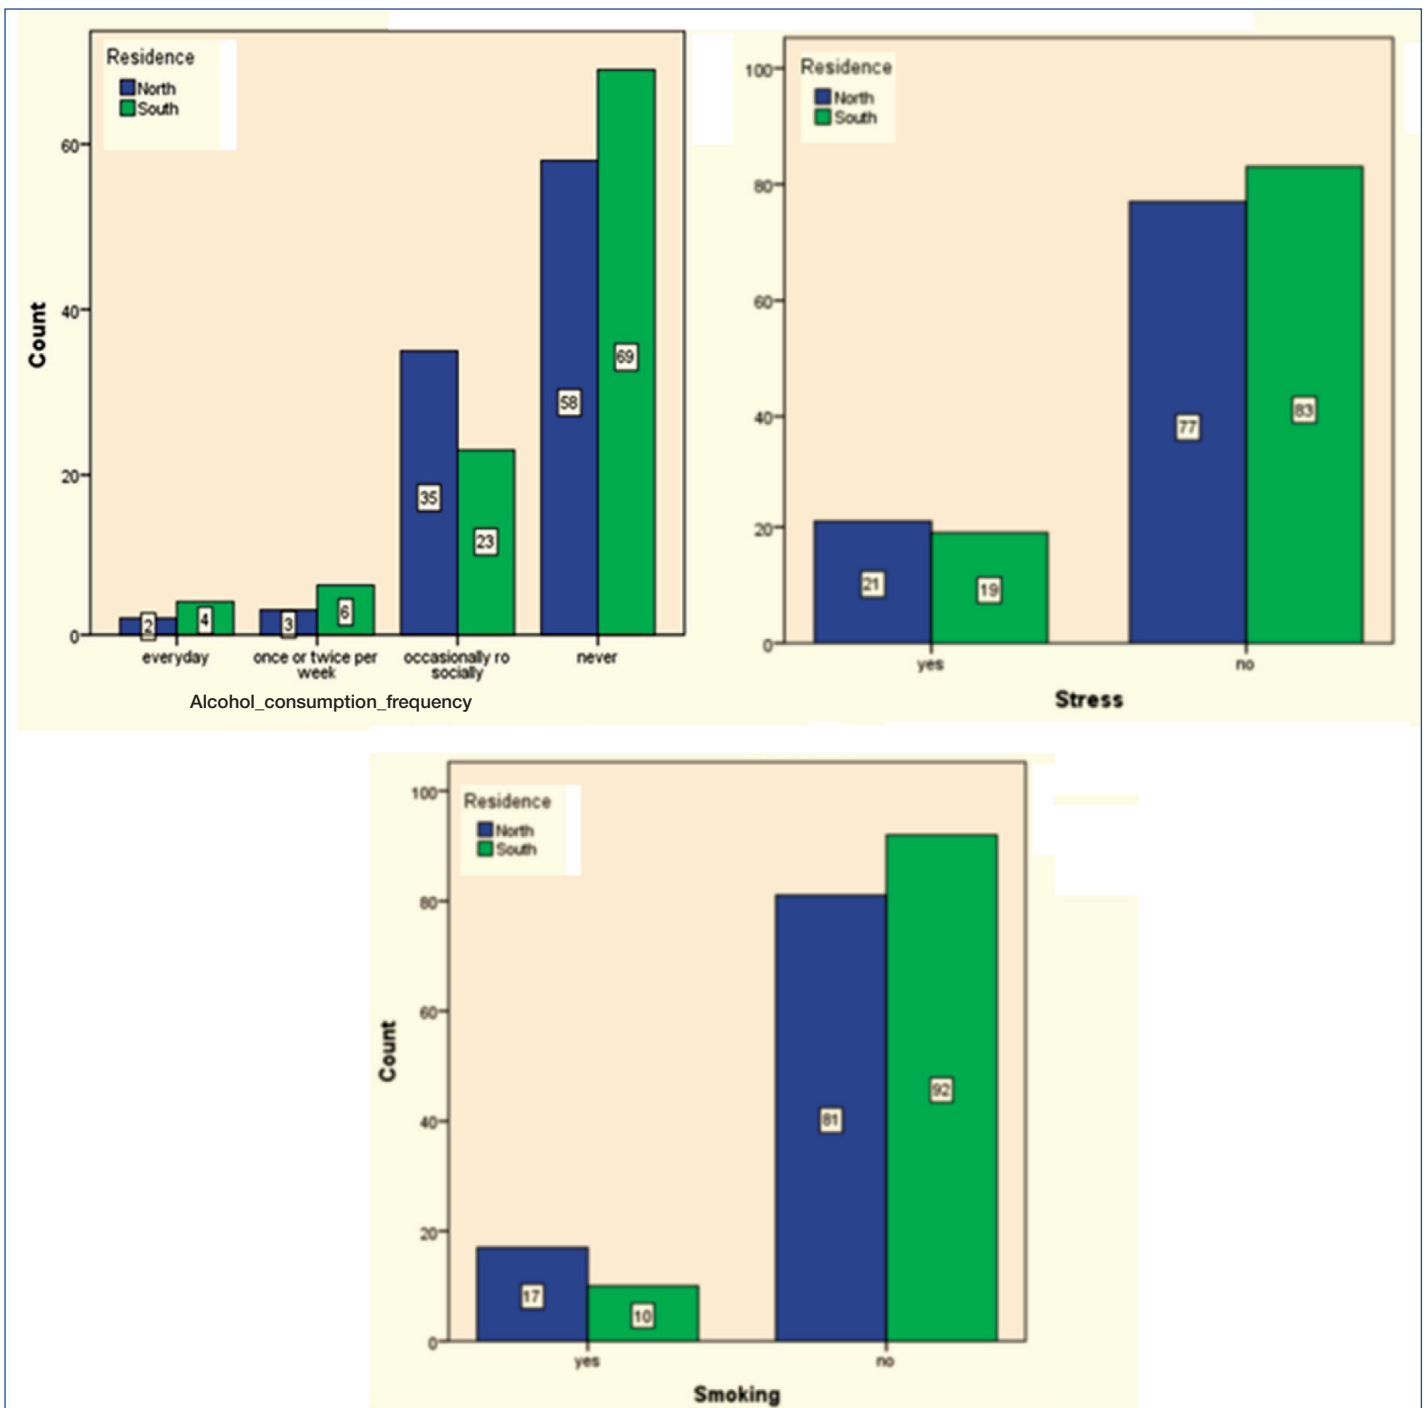 Residence
North
South
60
40
20
0
Count
2
4
3
6
35
23
58
69
everyday
once or twice per
week
occasionally ro
socially
never
Alcohol_consumption_frequency
Residence
North
South
100
80
60
40
20
0
21
19
77
83
yes
no
Stress
Residence
North
South
100
80
60
40
20
0
Count
17
10
81
92
yes
no
Smoking